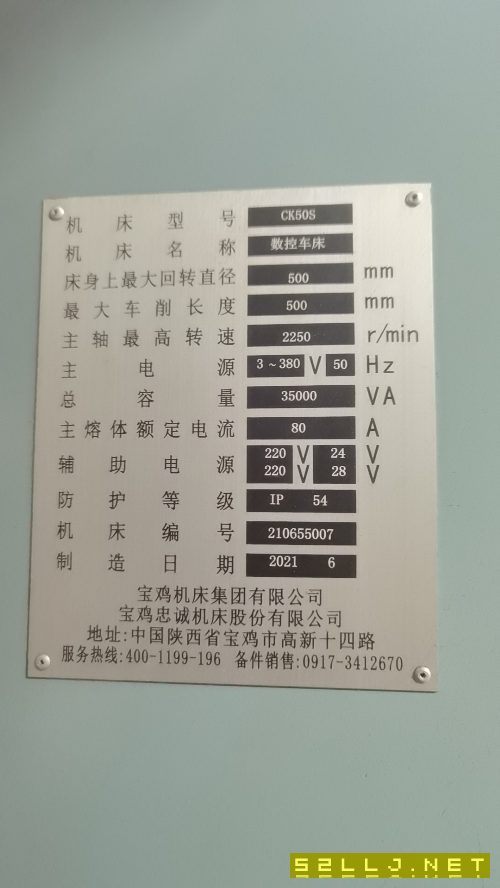 机床型号 CK50S
机床名称 数控车床
床身上最大回转直径 500 mm
最大车削长度 500 mm
主轴最高转速 2250 r/min
主电源 3~380 V 50 Hz
总容量 35000 VA
主熔体额定电流 80 A
辅助电源 220 V 24 V
220 V 28 V
防护等级 IP 54
机床编号 210655007
制造日期 2021 6
宝鸡机床集团有限公司
宝鸡忠诚机床股份有限公司
地址:中国陕西省宝鸡市高新十四路
服务热线:400-1199-196 备件销售:0917-3412670
52LLJ.NET